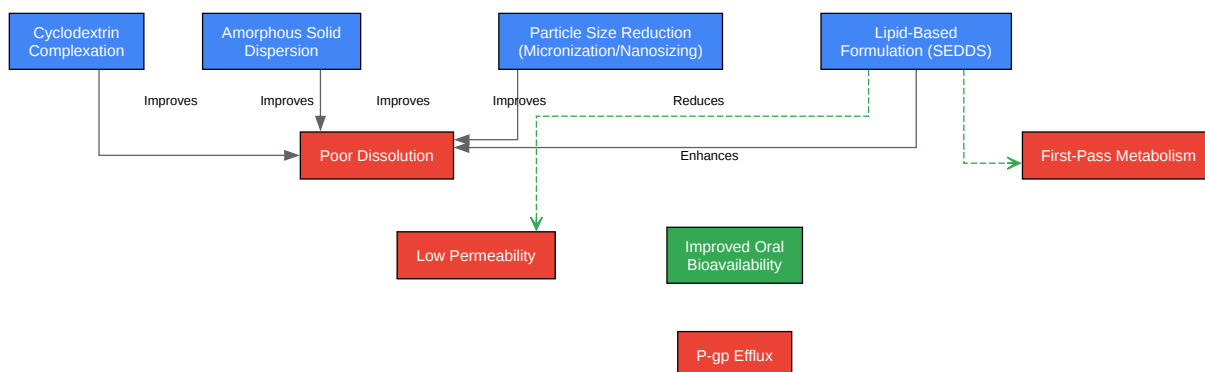 Cyclodextrin
Complexation
Amorphous Solid
Dispersion
Particle Size Reduction
(Micronization/Nanosizing)
Lipid-Based
Formulation (SEDDS)
Improves
Improves
Improves
Improves
Reduces
Poor Dissolution
Enhances
First-Pass Metabolism
Low Permeability
Improved Oral
Bioavailability
P-gp Efflux